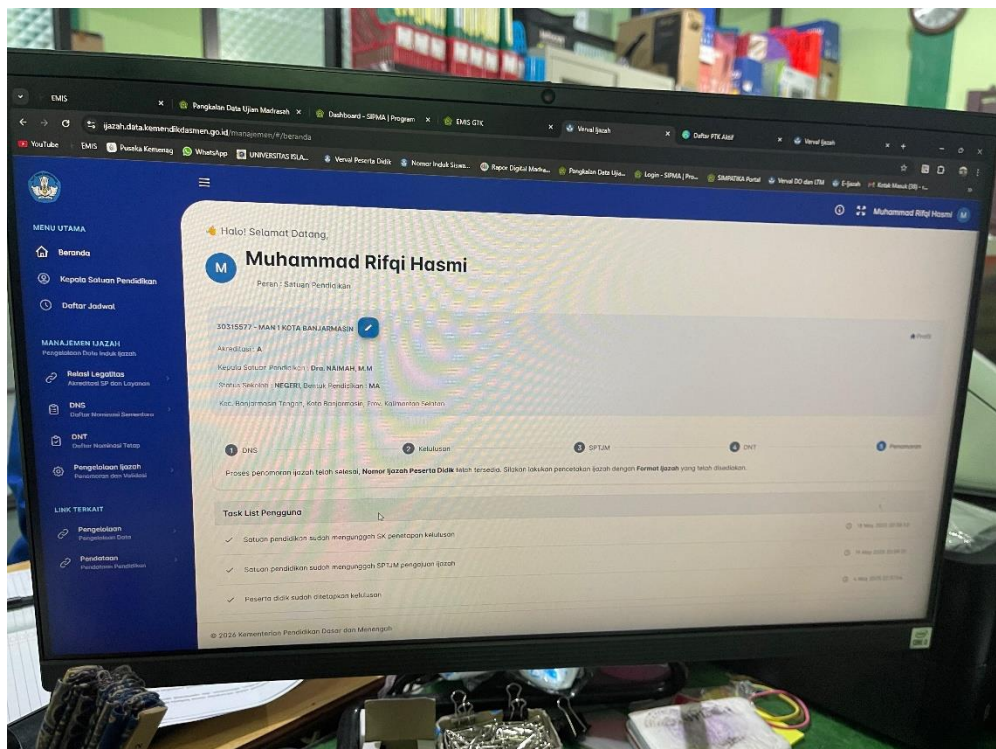 EMIS
Pangkalan Data Ujian Madrasah
Dashboard - SIPMA | Program
EMIS GTK
Verval Ijazah
Daftar PTK Aktif
Verval Ijazah
ijazah.data.kemendikdasmen.go.id/manajemen/#/beranda
YouTube
EMIS
Pusaka Kemenag
WhatsApp
UNIVERSITAS ISLA...
Verval Peserta Didik
Nomor Induk Siswa...
Rapor Digital Madra...
Pangkalan Data Ujia...
Login - SIPMA | Pro...
SIMPATIKA Portal
Verval DO dan LTM
E-Ijazah
Kotak Masuk
Muhammad Rifqi Hasmi M
MENU UTAMA
Beranda
Kepala Satuan Pendidikan
Daftar Jadwal
MANAJEMEN IJAZAH
Pengelolaan Data Induk Ijazah
Relasi Legalitas
Akreditasi SP dan Layanan
DNS
Daftar Nominasi Sementara
DNT
Daftar Nominasi Tetap
Pengelolaan Ijazah
Penomoran dan Validasi
LINK TERKAIT
Pengelolaan
Pengelolaan Data
Pendataan
Pendataan Pendidikan
Halo! Selamat Datang,
M
Muhammad Rifqi Hasmi
Peran : Satuan Pendidikan
30315577 - MAN 1 KOTA BANJARMASIN
Profil
Akreditasi : A
Kepala Satuan Pendidikan : Dra. NAIMAH, M.M
Status Sekolah : NEGERI, Bentuk Pendidikan : MA
Kec. Banjarmasin Tengah, Kota Banjarmasin, Prov. Kalimantan Selatan
1 DNS
2 Kelulusan
3 SPTJM
4 DNT
5 Penomoran
Proses penomoran ijazah telah selesai, Nomor Ijazah Peserta Didik telah tersedia. Silakan lakukan pencetakan ijazah dengan Format Ijazah yang telah disediakan.
Task List Pengguna
Satuan pendidikan sudah mengunggah SK penetapan kelulusan
Satuan pendidikan sudah mengunggah SPTJM pengajuan ijazah
Peserta didik sudah ditetapkan kelulusan
© 2026 Kementerian Pendidikan Dasar dan Menengah